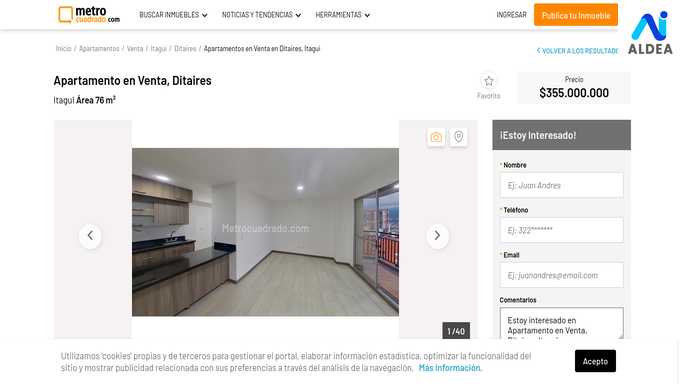 metro
cuadrado.com
BUSCAR INMUEBLES
NOTICIAS Y TENDENCIAS
HERRAMIENTAS
INGRESAR
Publica tu Inmueble
ALDEA
Inicio / Apartamentos / Venta / Itagui / Ditaires / Apartamentos en Venta en Ditaires, Itagui
VOLVER A LOS RESULTAD
Apartamento en Venta, Ditaires
Itagui Área 76 m²
Favorito
Precio
$355.000.000
Metrocuadrado.com
1 /40
¡Estoy Interesado!
* Nombre
Ej: Juan Andres
* Teléfono
Ej: 322*******
* Email
Ej: juanandres@email.com
Comentarios
Estoy interesado en
Apartamento en Venta,
Utilizamos 'cookies' propias y de terceros para gestionar el portal, elaborar información estadística, optimizar la funcionalidad del
sitio y mostrar publicidad relacionada con sus preferencias a través del análisis de la navegación. Más Información.
Acepto